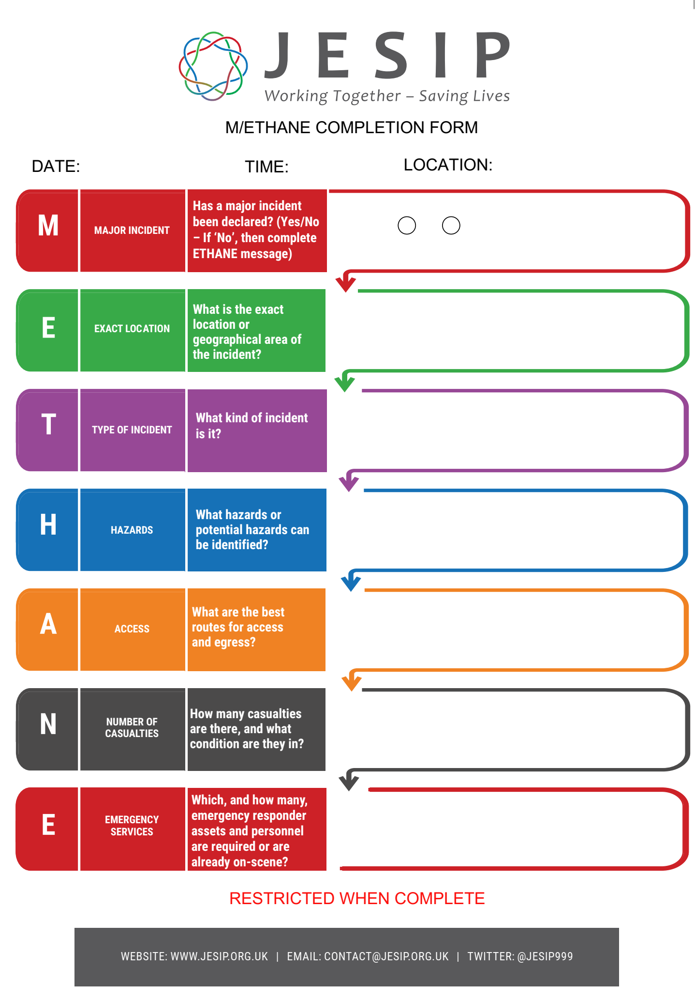 JESIP
Working Together – Saving Lives
M/ETHANE COMPLETION FORM
DATE:
TIME:
LOCATION:
M
MAJOR INCIDENT
Has a major incident
been declared? (Yes/No
– If ‘No’, then complete
ETHANE message)
E
EXACT LOCATION
What is the exact
location or
geographical area of
the incident?
T
TYPE OF INCIDENT
What kind of incident
is it?
H
HAZARDS
What hazards or
potential hazards can
be identified?
A
ACCESS
What are the best
routes for access
and egress?
N
NUMBER OF
CASUALTIES
How many casualties
are there, and what
condition are they in?
E
EMERGENCY
SERVICES
Which, and how many,
emergency responder
assets and personnel
are required or are
already on-scene?
RESTRICTED WHEN COMPLETE
WEBSITE: WWW.JESIP.ORG.UK | EMAIL: CONTACT@JESIP.ORG.UK | TWITTER: @JESIP999